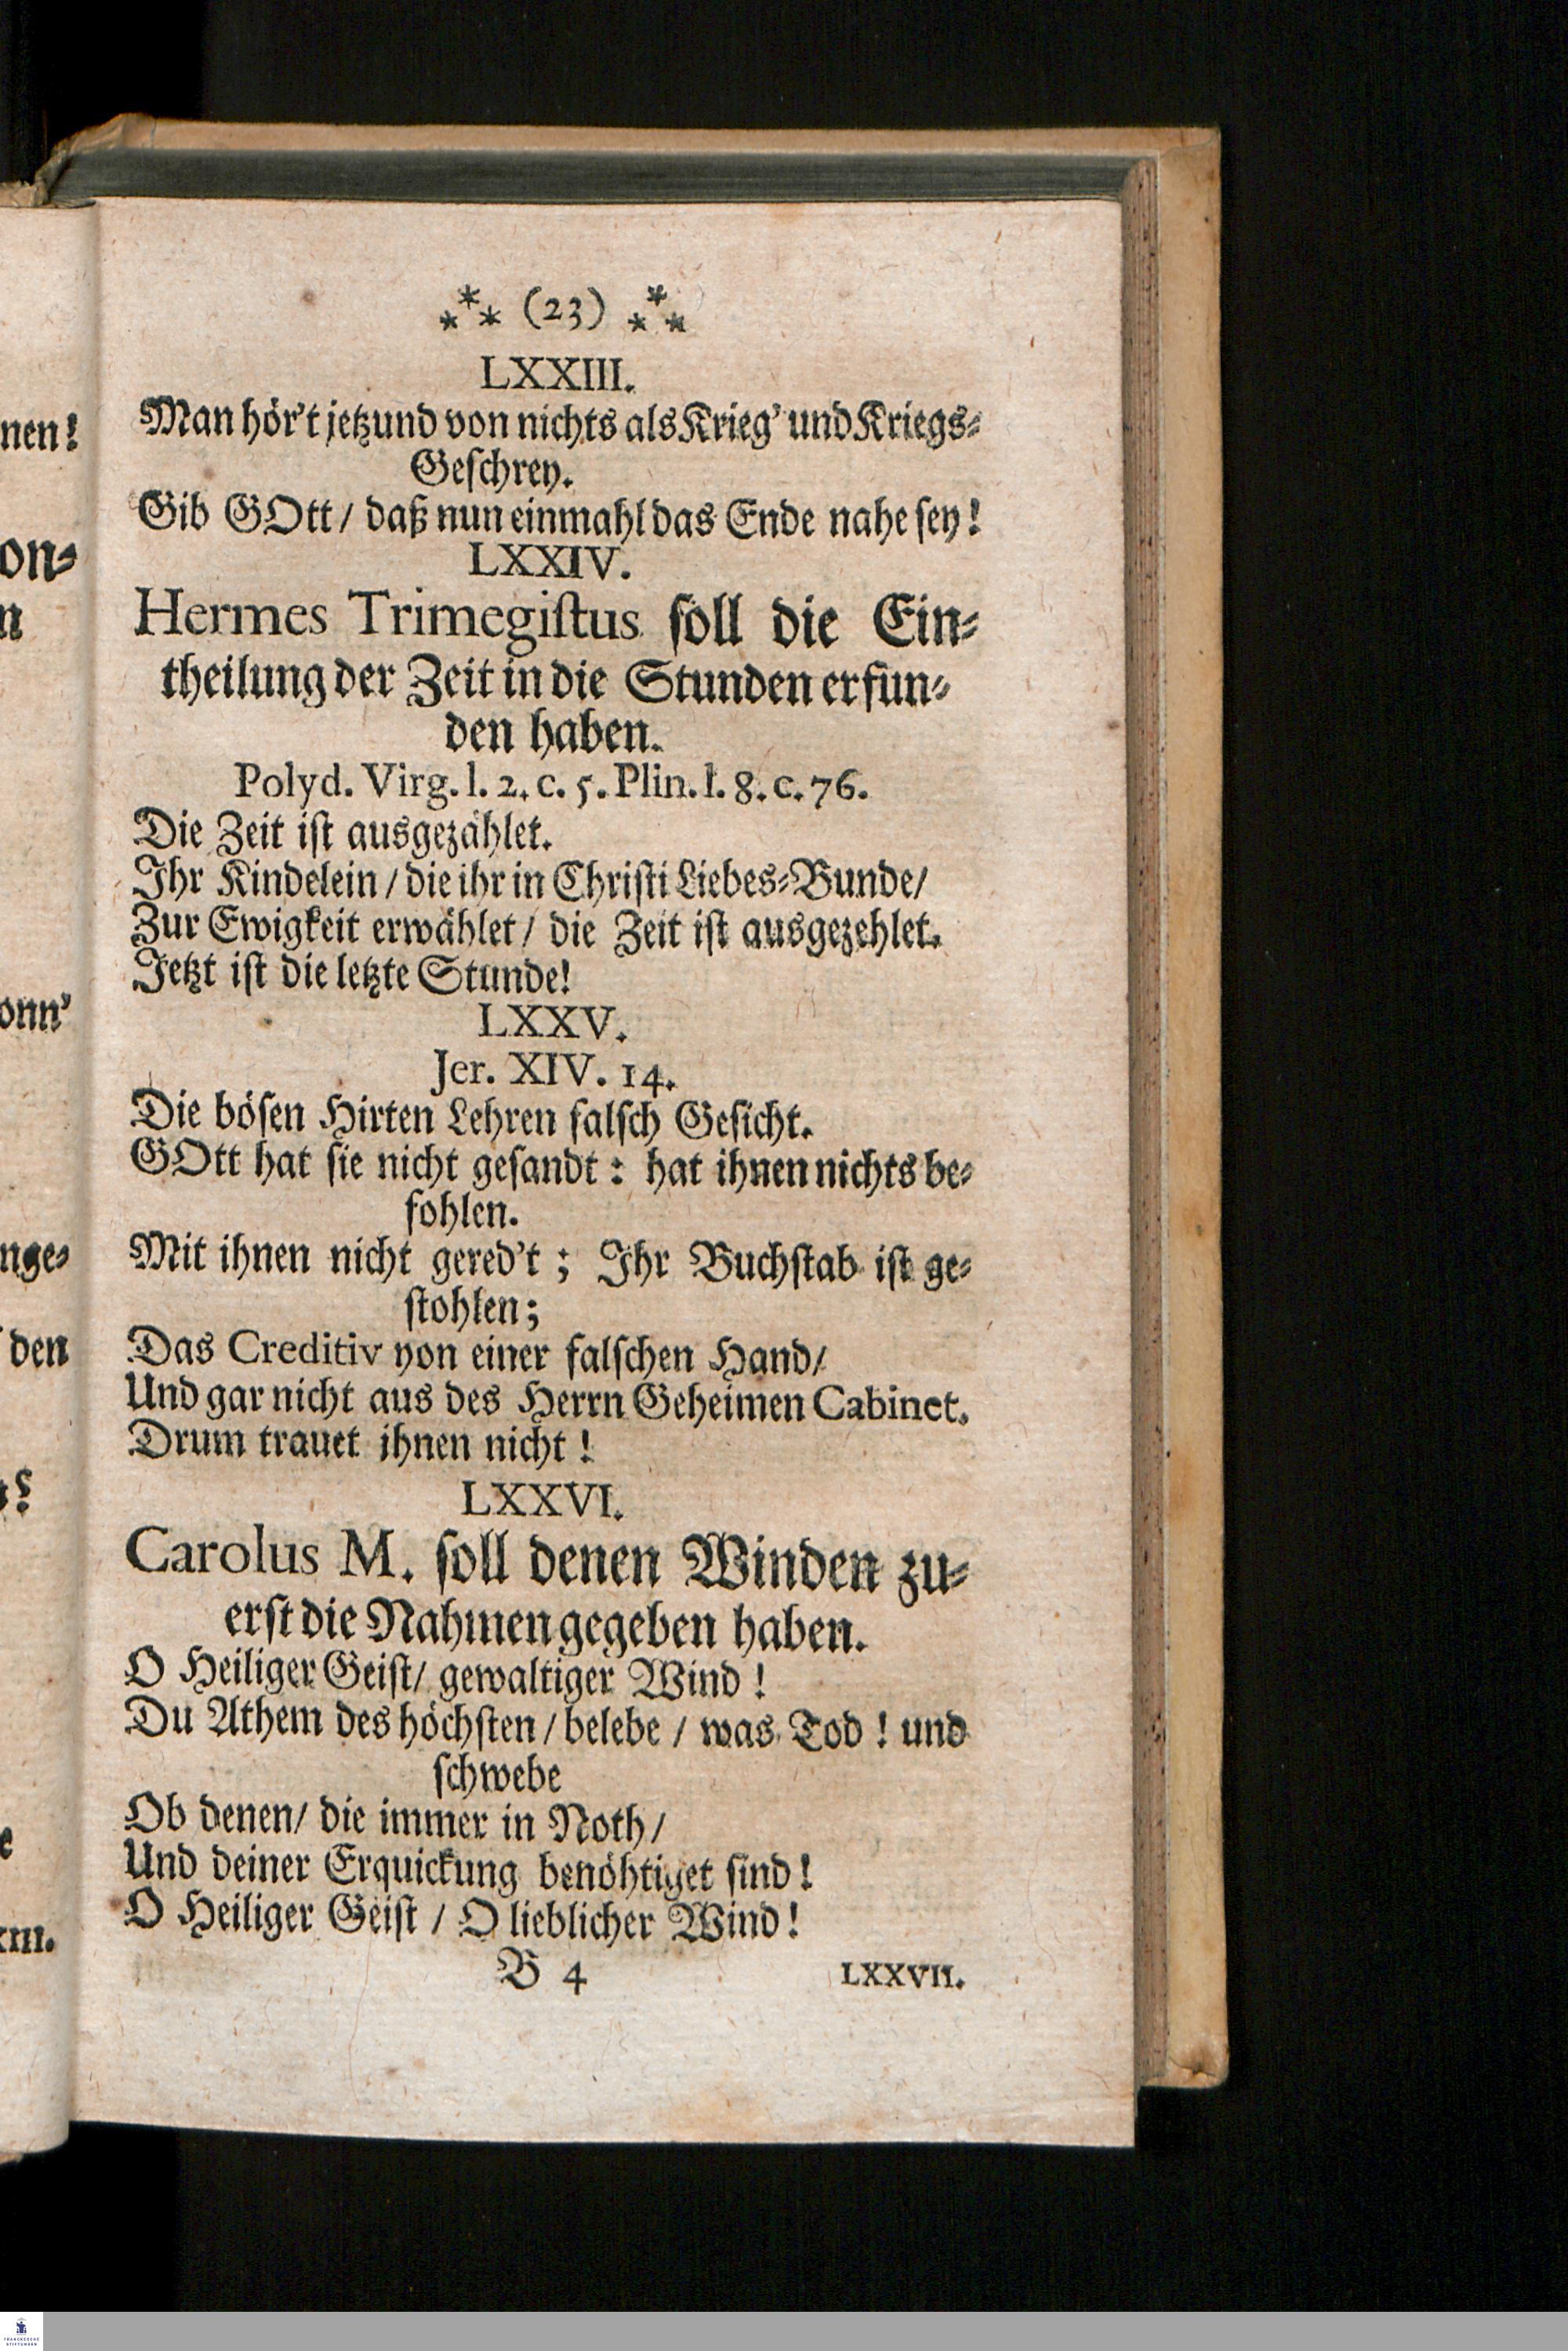 ⁂ (23) ⁂
LXXIII.
Man hör't jetzund von nichts als Krieg' und Kriegs-
Geschrey.
Gib GOtt / daß nun einmahl das Ende nahe sey!
LXXIV.
Hermes Trimegistus soll die Ein-
theilung der Zeit in die Stunden erfun-
den haben.
Polyd. Virg. l. 2. c. 5. Plin. l. 8. c. 76.
Die Zeit ist ausgezählet.
Ihr Kindelein / die ihr in Christi Liebes-Bunde/
Zur Ewigkeit erwählet / die Zeit ist ausgezehlet.
Jetzt ist die letzte Stunde!
LXXV.
Jer. XIV. 14.
Die bösen Hirten Lehren falsch Gesicht.
GOtt hat sie nicht gesandt: hat ihnen nichts be-
fohlen.
Mit ihnen nicht gered't; Ihr Buchstab ist ge-
stohlen;
Das Creditiv von einer falschen Hand/
Und gar nicht aus des Herrn Geheimen Cabinet.
Drum trauet ihnen nicht!
LXXVI.
Carolus M. soll denen Winden zu-
erst die Nahmen gegeben haben.
O Heiliger Geist/ gewaltiger Wind!
Du Athem des höchsten / belebe / was Tod! und
schwebe
Ob denen/ die immer in Noth/
Und deiner Erquickung benöhtiget sind!
O Heiliger Geist / O lieblicher Wind!
B 4 LXXVII.
nen!
on-
n
onn'
nge-
den
e
XIII.
FRANCKESCHE
STIFTUNGEN